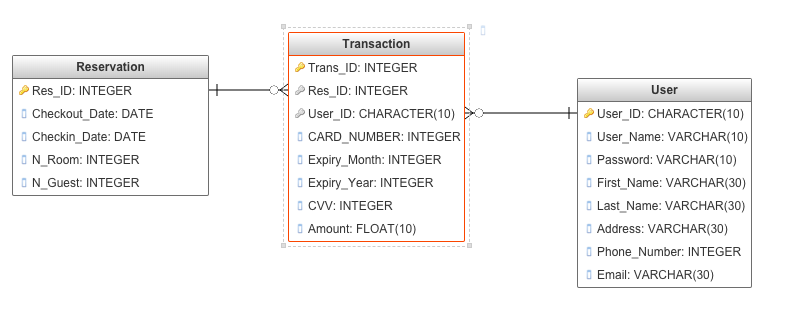 Reservation
Res_ID: INTEGER
Checkout_Date: DATE
Checkin_Date: DATE
N_Room: INTEGER
N_Guest: INTEGER
Transaction
Trans_ID: INTEGER
Res_ID: INTEGER
User_ID: CHARACTER(10)
CARD_NUMBER: INTEGER
Expiry_Month: INTEGER
Expiry_Year: INTEGER
CVV: INTEGER
Amount: FLOAT(10)
User
User_ID: CHARACTER(10)
User_Name: VARCHAR(10)
Password: VARCHAR(10)
First_Name: VARCHAR(30)
Last_Name: VARCHAR(30)
Address: VARCHAR(30)
Phone_Number: INTEGER
Email: VARCHAR(30)